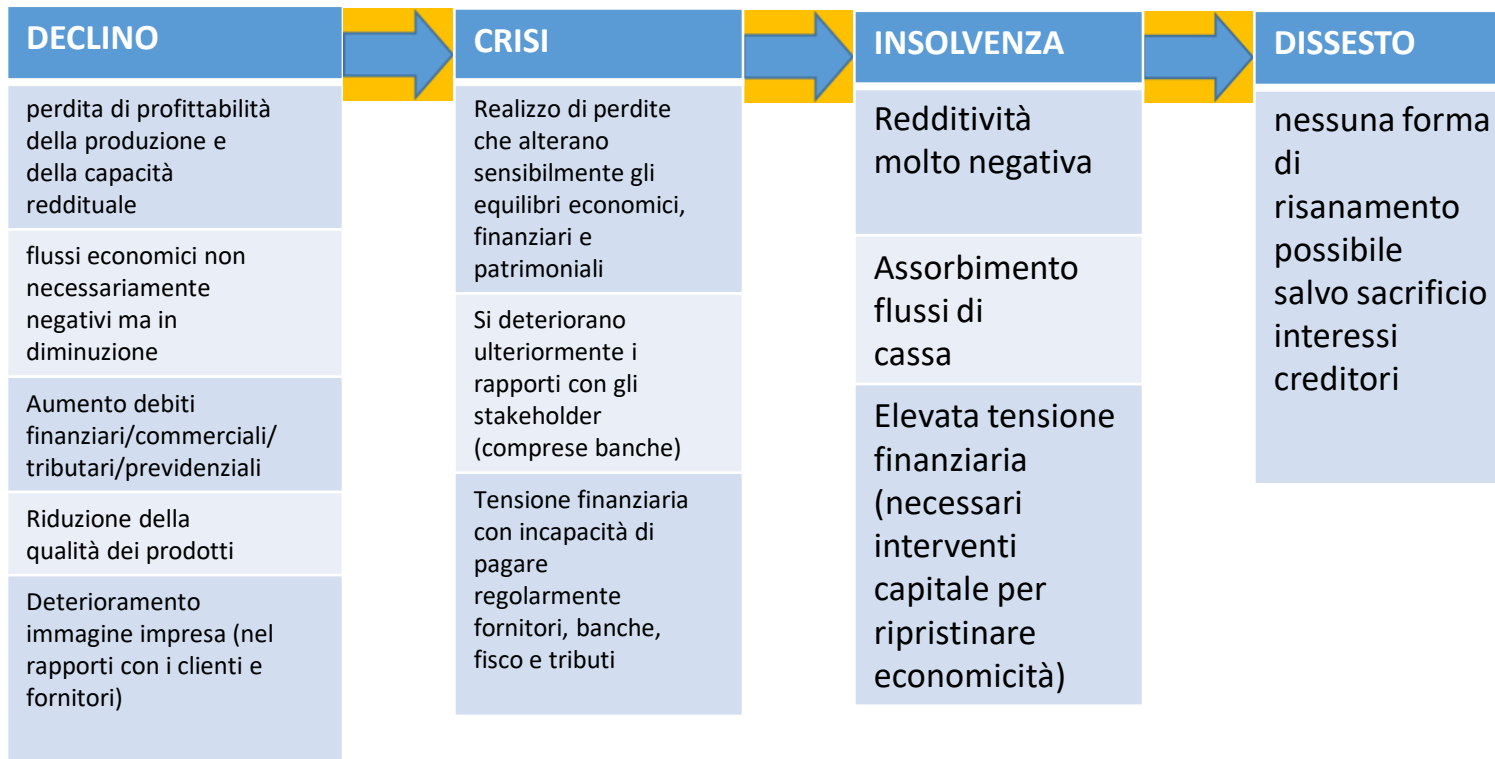 DECLINO
perdita di profittabilità
della produzione e
della capacità
reddituale
flussi economici non
necessariamente
negativi ma in
diminuzione
Aumento debiti
finanziari/commerciali/
tributari/previdenziali
Riduzione della
qualità dei prodotti
Deterioramento
immagine impresa (nel
rapporti con i clienti e
fornitori)
CRISI
Realizzo di perdite
che alterano
sensibilmente gli
equilibri economici,
finanziari e
patrimoniali
Si deteriorano
ulteriormente i
rapporti con gli
stakeholder
(comprese banche)
Tensione finanziaria
con incapacità di
pagare
regolarmente
fornitori, banche,
fisco e tributi
INSOLVENZA
Redditività
molto negativa
Assorbimento
flussi di
cassa
Elevata tensione
finanziaria
(necessari
interventi
capitale per
ripristinare
economicità)
DISSESTO
nessuna forma
di
risanamento
possibile
salvo sacrificio
interessi
creditori